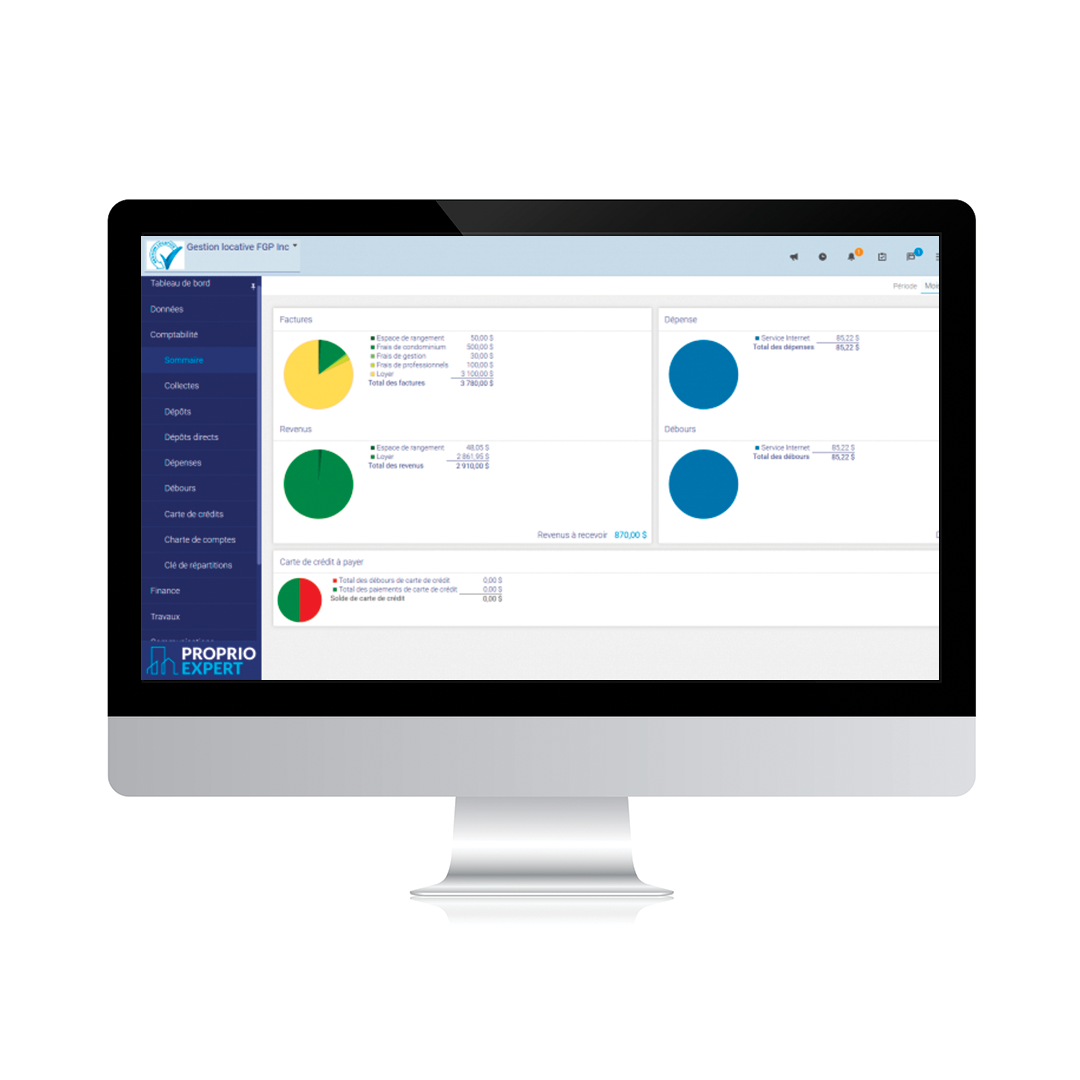 Gestion locative FGP Inc
1
1
Tableau de bord
Données
Comptabilité
Sommaire
Collectes
Dépôts
Dépôts directs
Dépenses
Débours
Carte de crédits
Charte de comptes
Clé de répartitions
Finance
Travaux
PROPRIO
EXPERT
Période Mois
Factures
Espace de rangement 50,00 $
Frais de condominium 500,00 $
Frais de gestion 30,00 $
Frais de professionnels 100,00 $
Loyer 3 100,00 $
Total des factures 3 780,00 $
Revenus
Espace de rangement 48,05 $
Loyer 2 861,95 $
Total des revenus 2 910,00 $
Revenus à recevoir 870,00 $
Dépense
Service Internet 85,22 $
Total des dépenses 85,22 $
Débours
Service Internet 85,22 $
Total des débours 85,22 $
Carte de crédit à payer
Total des débours de carte de crédit 0,00 $
Total des paiements de carte de crédit 0,00 $
Solde de carte de crédit 0,00 $